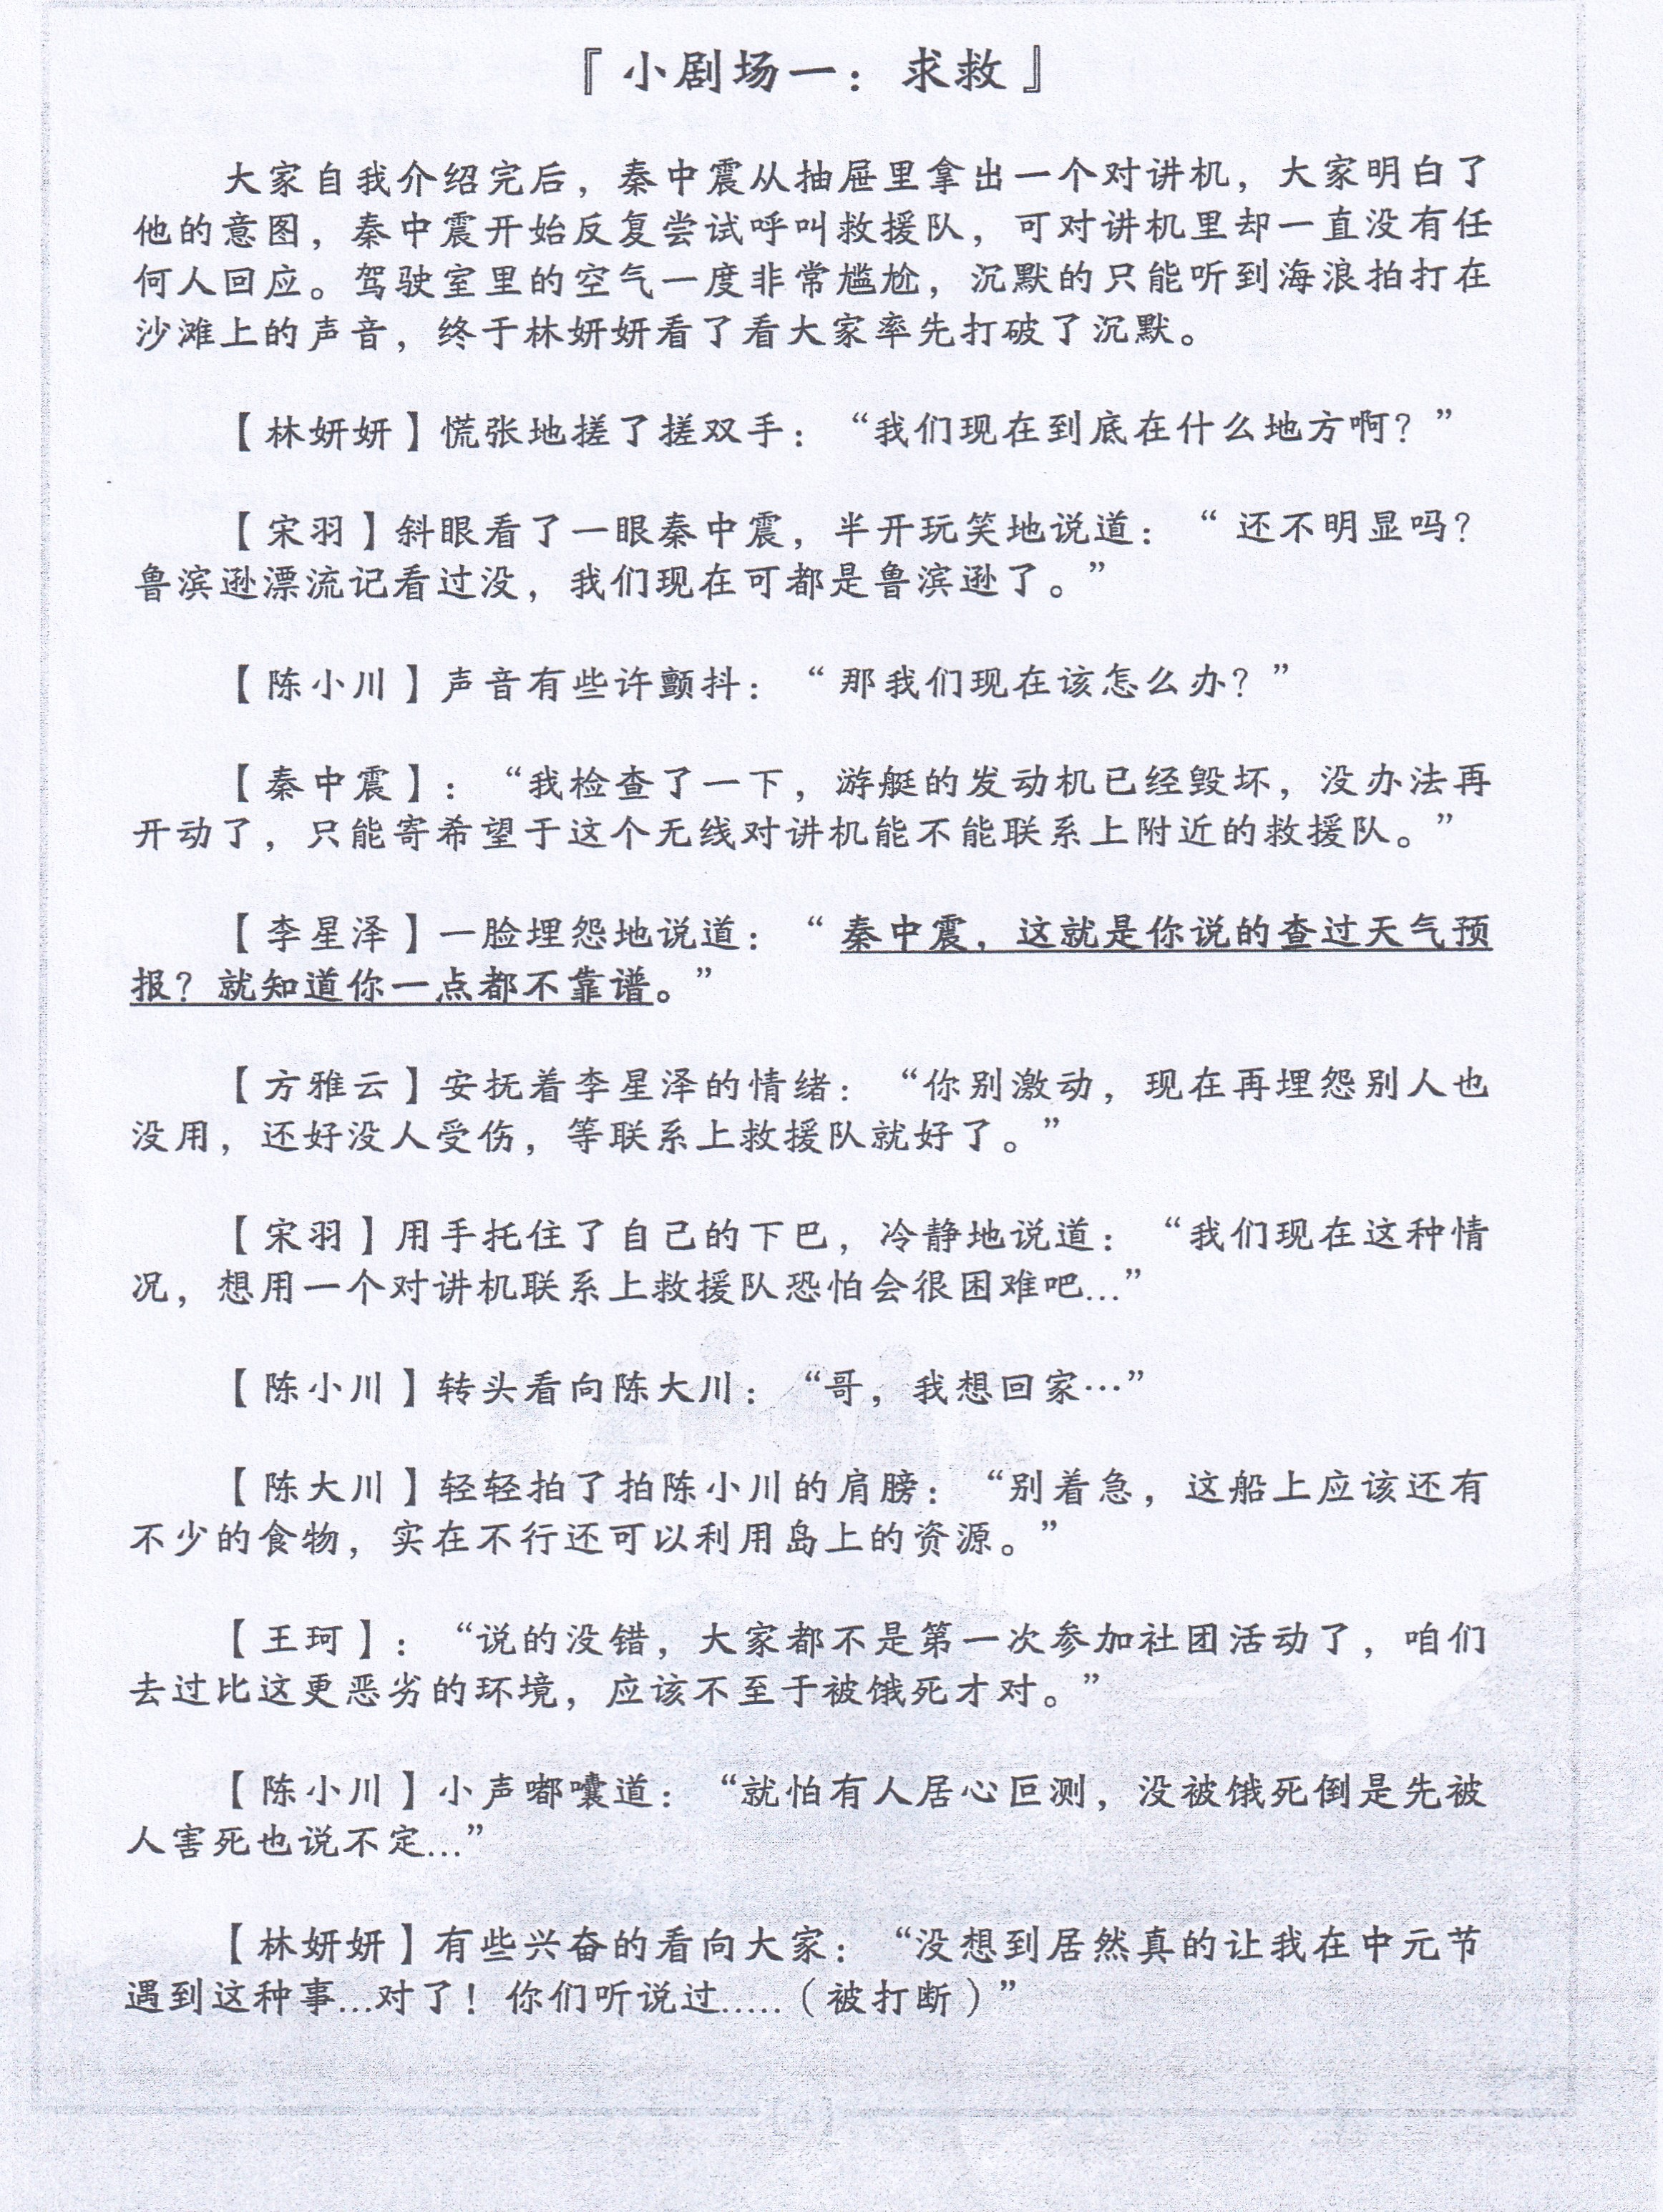 『小剧场一：求救』
大家自我介绍完后，秦中震从抽屉里拿出一个对讲机，大家明白了
他的意图，秦中震开始反复尝试呼叫救援队，可对讲机里却一直没有任
何人回应。驾驶室里的空气一度非常尴尬，沉默的只能听到海浪拍打在
沙滩上的声音，终于林妍妍看了看大家率先打破了沉默。
【林妍妍】慌张地搓了搓双手：“我们现在到底在什么地方啊？”
【宋羽】斜眼看了一眼秦中震，半开玩笑地说道：“还不明显吗？
鲁滨逊漂流记看过没，我们现在可都是鲁滨逊了。”
【陈小川】声音有些许颤抖：“那我们现在该怎么办？”
【秦中震】：“我检查了一下，游艇的发动机已经毁坏，没办法再
开动了，只能寄希望于这个无线对讲机能不能联系上附近的救援队。”
【李星泽】一脸埋怨地说道：“秦中震，这就是你说的查过天气预
报？就知道你一点都不靠谱。”
【方雅云】安抚着李星泽的情绪：“你别激动，现在再埋怨别人也
没用，还好没人受伤，等联系上救援队就好了。”
【宋羽】用手托住了自己的下巴，冷静地说道：“我们现在这种情
况，想用一个对讲机联系上救援队恐怕会很困难吧...”
【陈小川】转头看向陈大川：“哥，我想回家…”
【陈大川】轻轻拍了拍陈小川的肩膀：“别着急，这船上应该还有
不少的食物，实在不行还可以利用岛上的资源。”
【王珂】：“说的没错，大家都不是第一次参加社团活动了，咱们
去过比这更恶劣的环境，应该不至于被饿死才对。”
【陈小川】小声嘟囔道：“就怕有人居心叵测，没被饿死倒是先被
人害死也说不定...”
【林妍妍】有些兴奋的看向大家：“没想到居然真的让我在中元节
遇到这种事...对了！你们听说过.....（被打断）”
[4]